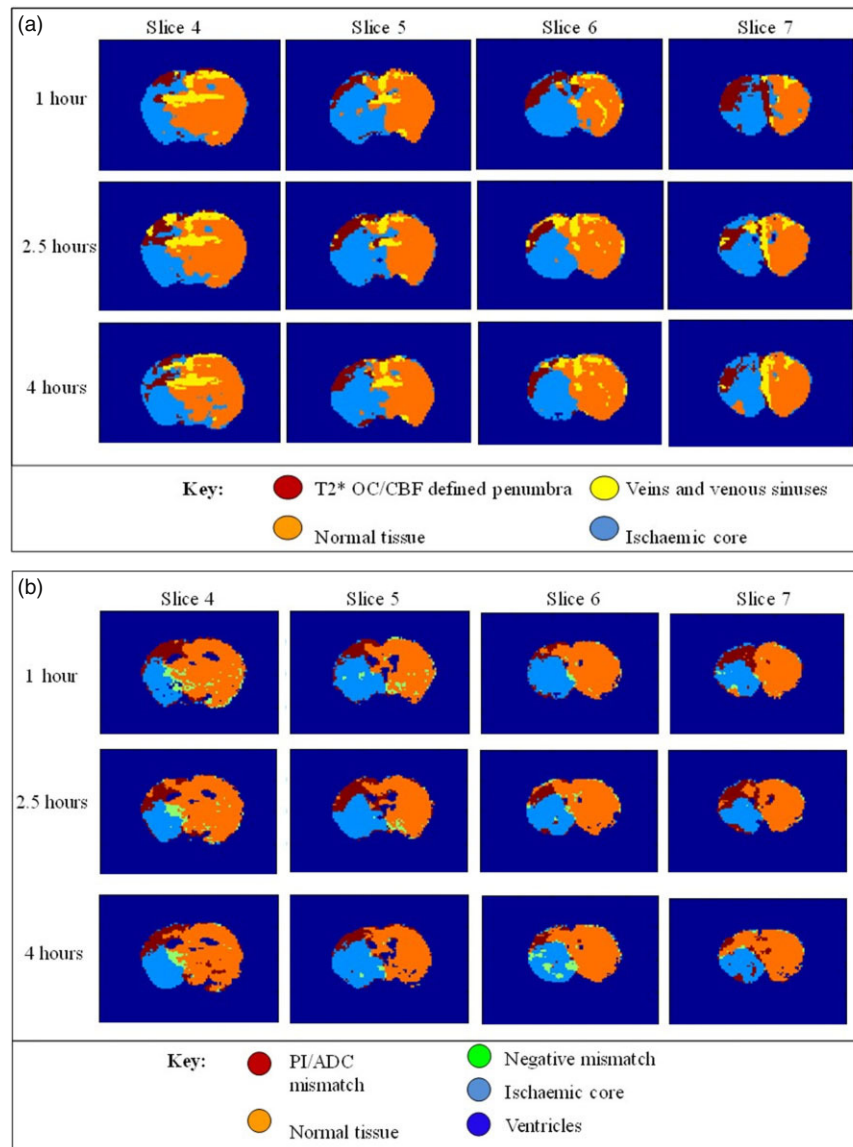 (a)
Slice 4 Slice 5 Slice 6 Slice 7
1 hour
2.5 hours
4 hours
Key: T2* OC/CBF defined penumbra Veins and venous sinuses
Normal tissue Ischaemic core
(b)
Slice 4 Slice 5 Slice 6 Slice 7
1 hour
2.5 hours
4 hours
Key: PI/ADC mismatch Negative mismatch
Ischaemic core
Normal tissue Ventricles